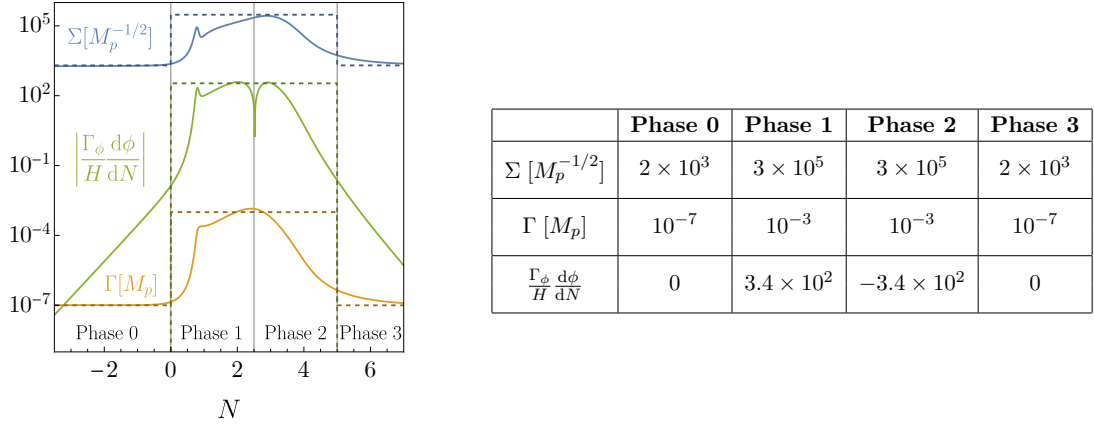 10^5
10^2
10^-1
10^-4
10^-7
Σ[M_p^{-1/2}]
|Γ_ϕ/H dϕ/dN|
Γ[M_p]
Phase 0 Phase 1 Phase 2 Phase 3
−2 0 2 4 6
N
Phase 0 Phase 1 Phase 2 Phase 3
Σ [M_p^{-1/2}] 2 × 10^3 3 × 10^5 3 × 10^5 2 × 10^3
Γ [M_p] 10^-7 10^-3 10^-3 10^-7
Γ_ϕ/H dϕ/dN 0 3.4 × 10^2 −3.4 × 10^2 0